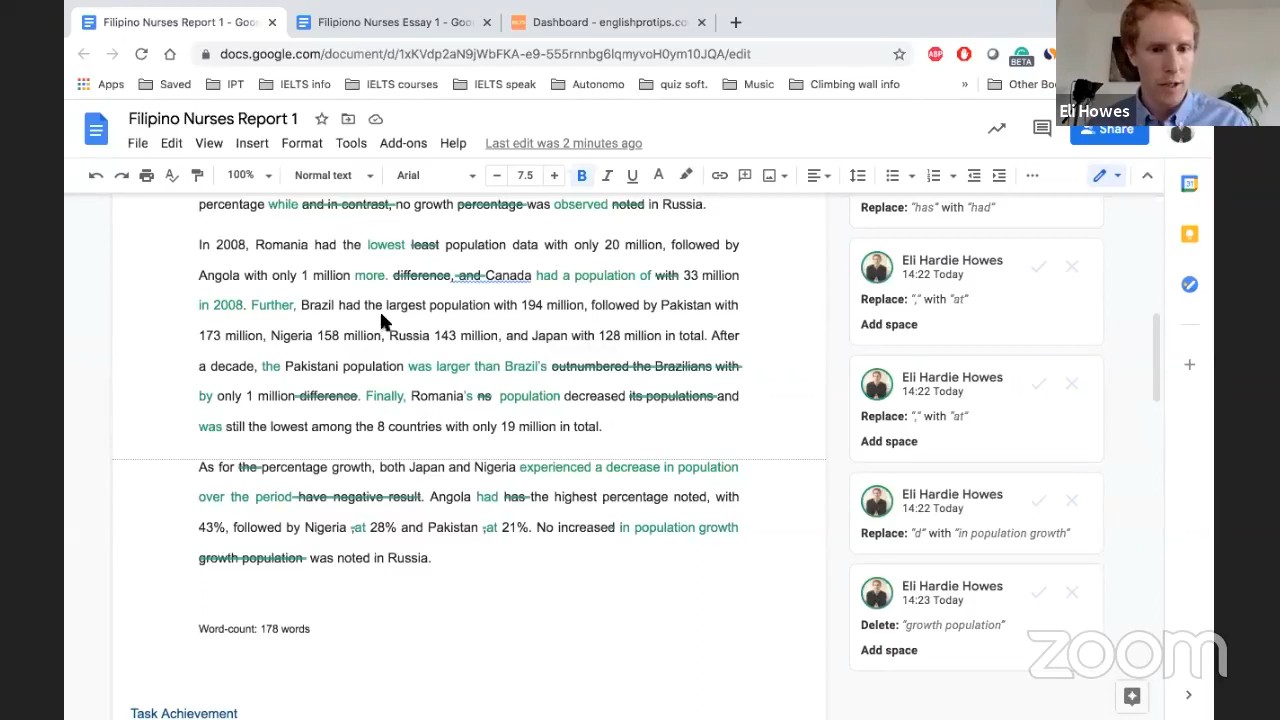 Filipino Nurses Report 1 - Goo
Filipiono Nurses Essay 1 - Goo
Dashboard - englishprotips.co
docs.google.com/document/d/1xKVdp2aN9jWbFKA-e9-555rnnbg6lqmyvoH0ym10JQA/edit
ABP
BETA
Apps
Saved
IPT
IELTS info
IELTS courses
IELTS speak
Autonomo
quiz soft.
Music
Climbing wall info
»
Other Boo
Eli Howes
Filipino Nurses Report 1
Share
File Edit View Insert Format Tools Add-ons Help Last edit was 2 minutes ago
100% Normal text Arial 7.5 B I U A
percentage while and in contrast, no growth percentage was observed noted in Russia.
In 2008, Romania had the lowest least population data with only 20 million, followed by
Angola with only 1 million more. difference, and Canada had a population of with 33 million
in 2008. Further, Brazil had the largest population with 194 million, followed by Pakistan with
173 million, Nigeria 158 million, Russia 143 million, and Japan with 128 million in total. After
a decade, the Pakistani population was larger than Brazil's outnumbered the Brazilians with
by only 1 million difference. Finally, Romania's ns population decreased its populations and
was still the lowest among the 8 countries with only 19 million in total.
As for the percentage growth, both Japan and Nigeria experienced a decrease in population
over the period have negative result. Angola had has the highest percentage noted, with
43%, followed by Nigeria , at 28% and Pakistan , at 21%. No increased in population growth
growth population was noted in Russia.
Word-count: 178 words
Task Achievement
Replace: "has" with "had"
Eli Hardie Howes
14:22 Today
Replace: "," with "at"
Add space
Eli Hardie Howes
14:22 Today
Replace: "," with "at"
Add space
Eli Hardie Howes
14:22 Today
Replace: "d" with "in population growth"
Eli Hardie Howes
14:23 Today
Delete: "growth population"
Add space
31
zoom